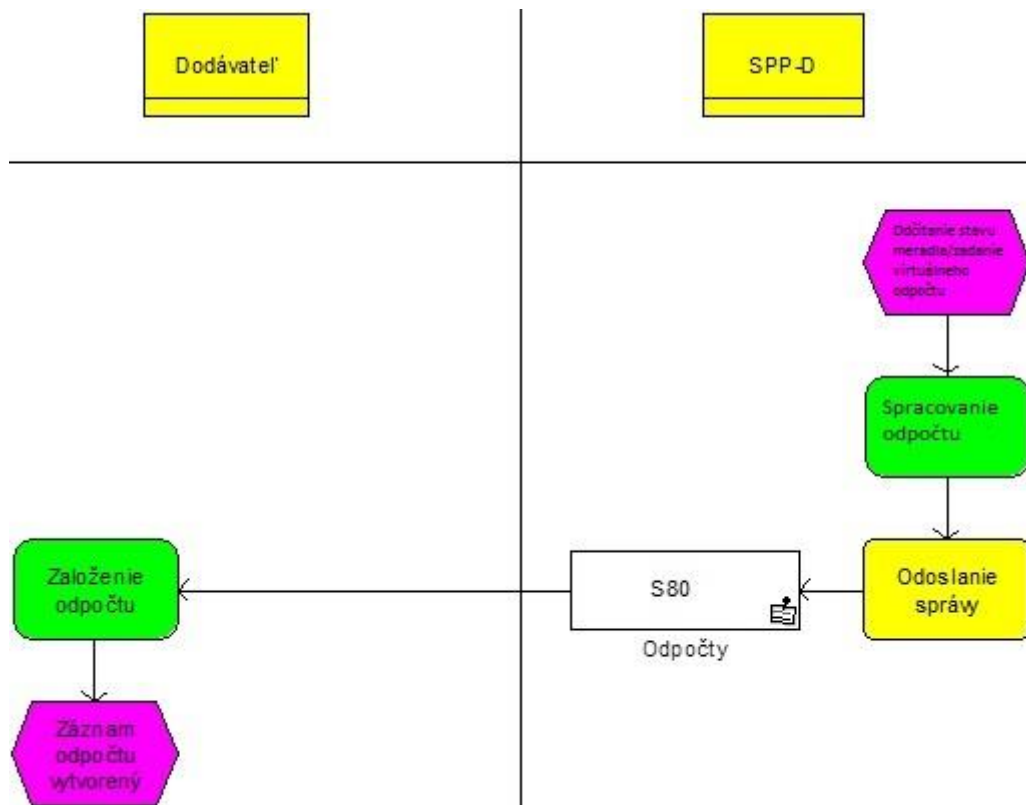 Dodávateľ
SPP-D
Odčítanie stavu
meradla/zadanie
virtuálneho
odpočtu
Spracovanie
odpočtu
Odoslanie
správy
S80
Odpočty
Založenie
odpočtu
Záznam
odpočtu
vytvorený